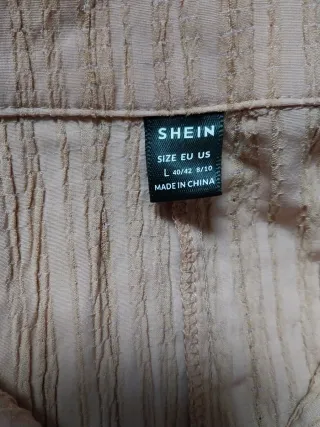 SHEIN
SIZE EU US
L 40/42 8/10
MADE IN CHINA